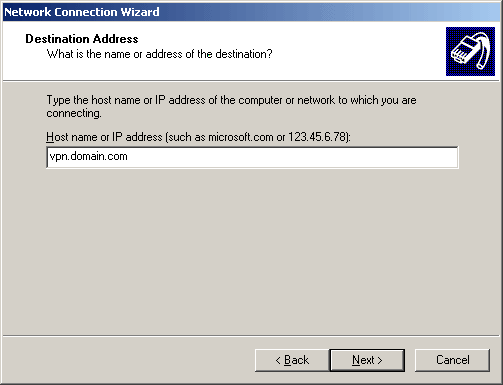 Network Connection Wizard
Destination Address
What is the name or address of the destination?
Type the host name or IP address of the computer or network to which you are
connecting.
Host name or IP address (such as microsoft.com or 123.45.6.78):
vpn.domain.com
< Back
Next >
Cancel